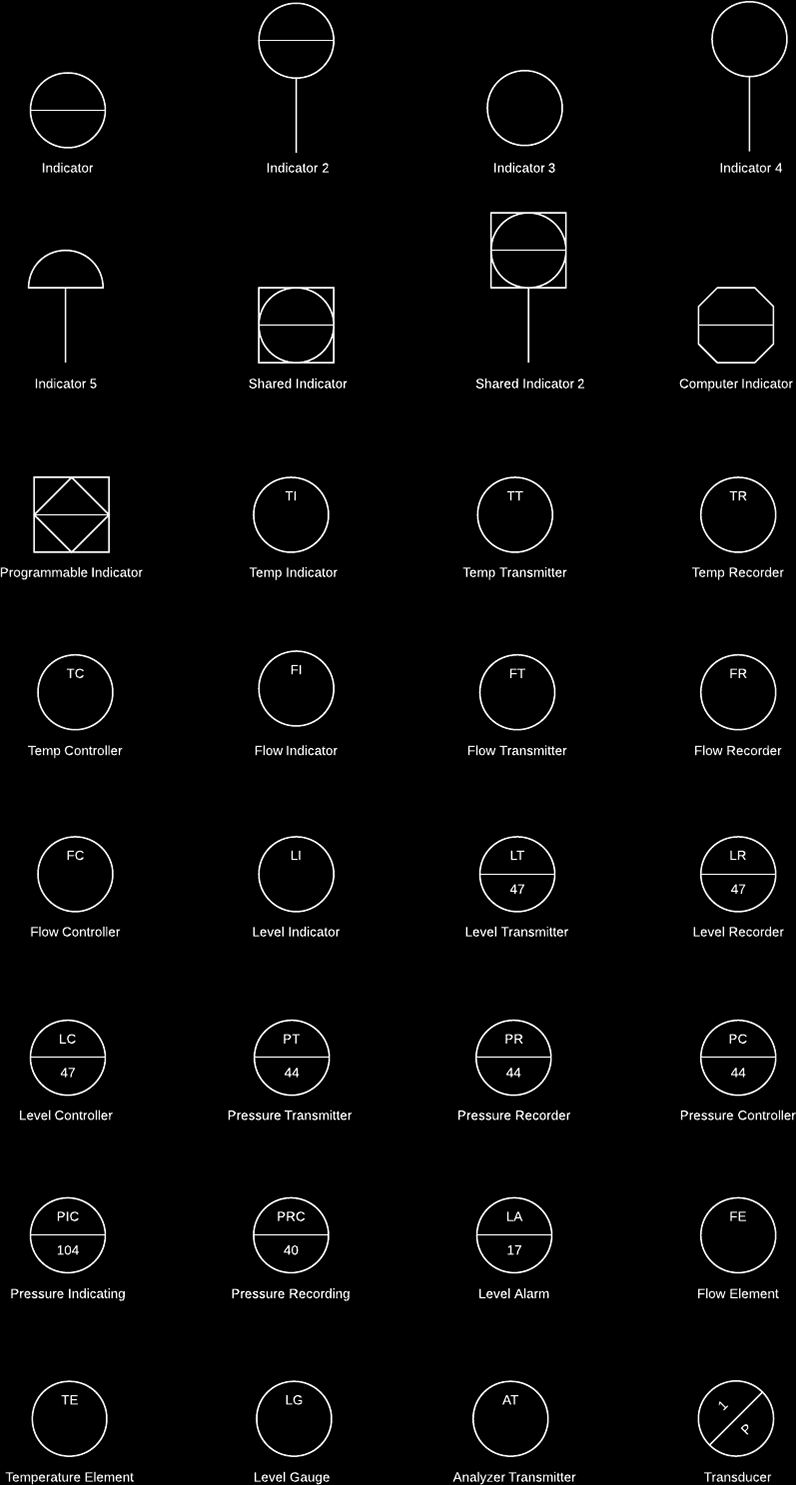 Indicator
Indicator 2
Indicator 3
Indicator 4
Indicator 5
Shared Indicator
Shared Indicator 2
Computer Indicator
TI
TT
TR
Programmable Indicator
Temp Indicator
Temp Transmitter
Temp Recorder
TC
FI
FT
FR
Temp Controller
Flow Indicator
Flow Transmitter
Flow Recorder
FC
LI
LT
47
LR
47
Flow Controller
Level Indicator
Level Transmitter
Level Recorder
LC
47
PT
44
PR
44
PC
44
Level Controller
Pressure Transmitter
Pressure Recorder
Pressure Controller
PIC
104
PRC
40
LA
17
FE
Pressure Indicating
Pressure Recording
Level Alarm
Flow Element
TE
LG
AT
1
P
Temperature Element
Level Gauge
Analyzer Transmitter
Transducer